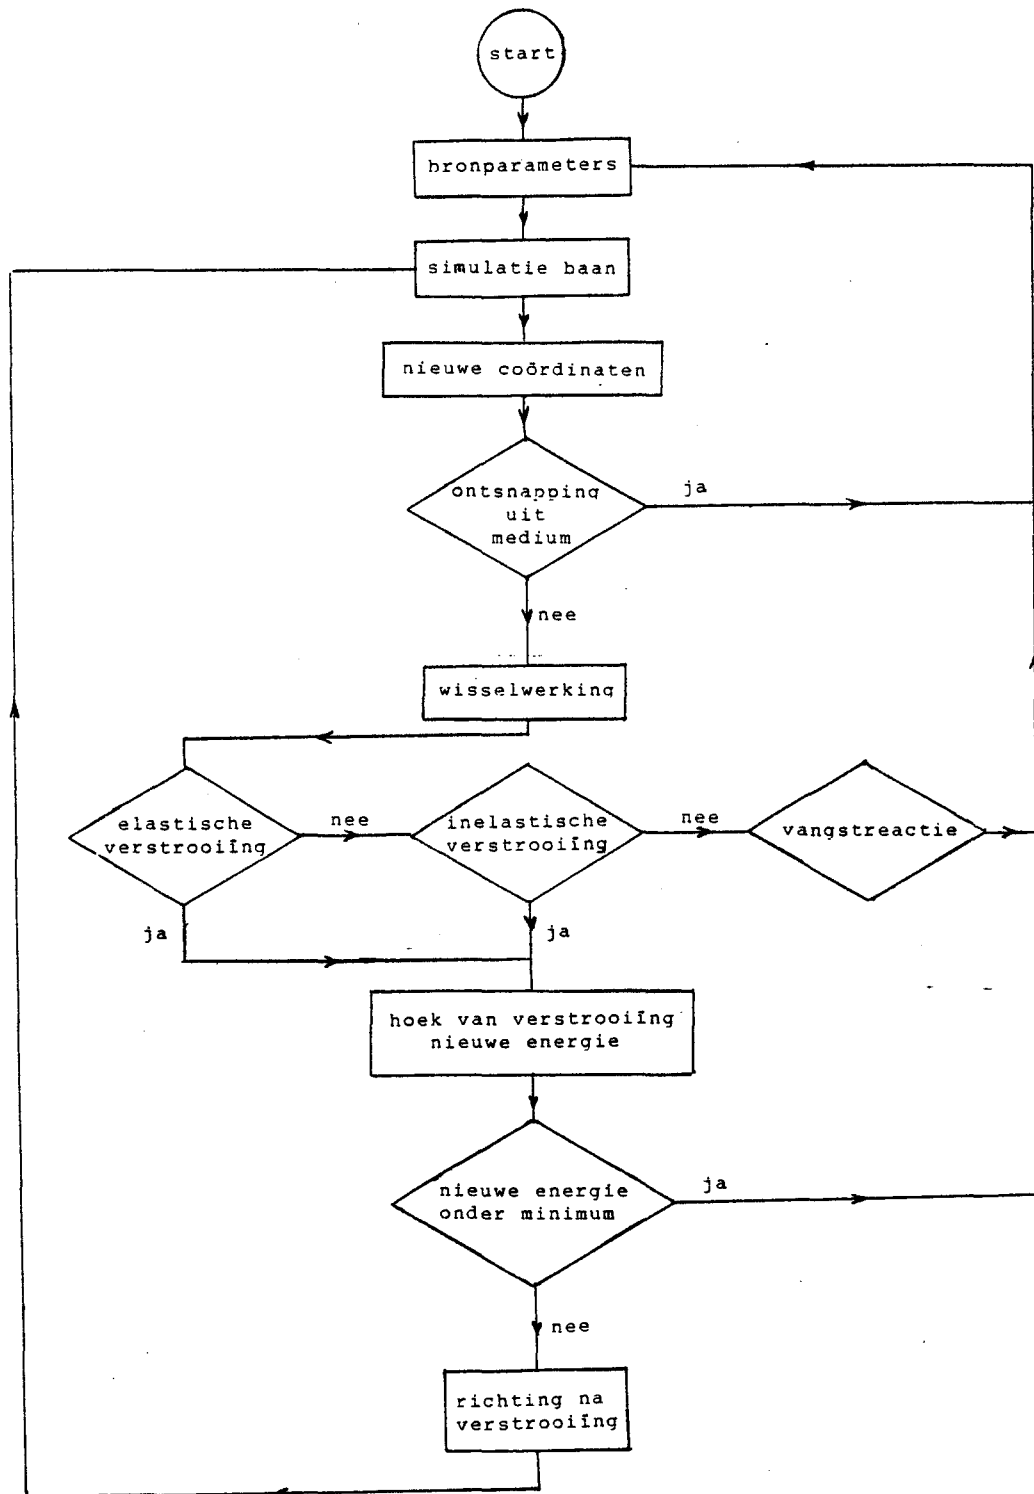 start
bronparameters
simulatie baan
nieuwe coördinaten
ontsnapping
uit
medium
ja
nee
wisselwerking
elastische
verstrooiïng
nee
inelastische
verstrooiïng
nee
vangstreactie
ja
ja
hoek van verstrooiïng
nieuwe energie
nieuwe energie
onder minimum
ja
nee
richting na
verstrooiïng